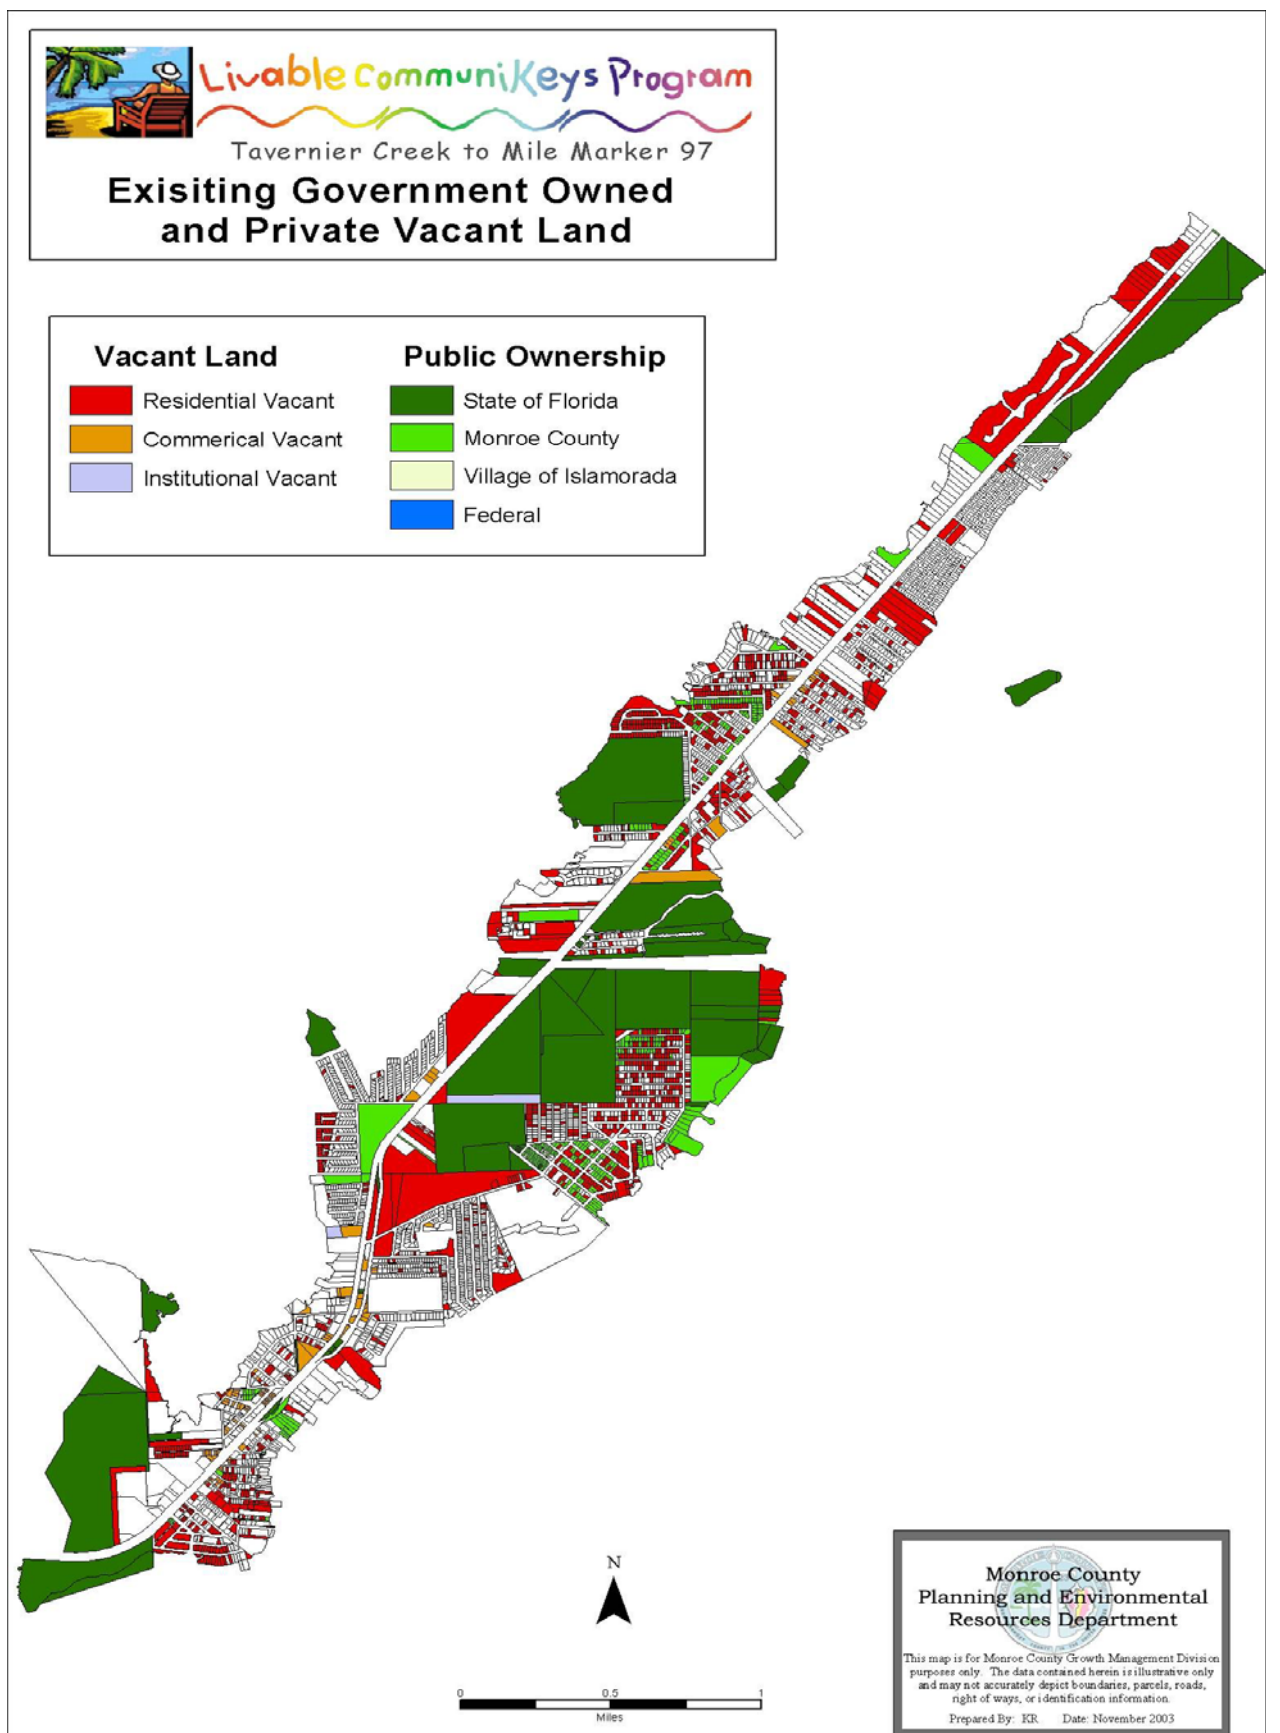 Livable CommuniKeys Program
Tavernier Creek to Mile Marker 97
Exisiting Government Owned
and Private Vacant Land
Vacant Land
Residential Vacant
Commerical Vacant
Institutional Vacant
Public Ownership
State of Florida
Monroe County
Village of Islamorada
Federal
N
0 0.5 1
Miles
Monroe County
Planning and Environmental
Resources Department
This map is for Monroe County Growth Management Division
purposes only. The data contained herein is illustrative only
and may not accurately depict boundaries, parcels, roads,
right of ways, or identification information.
Prepared By: KR Date: November 2003